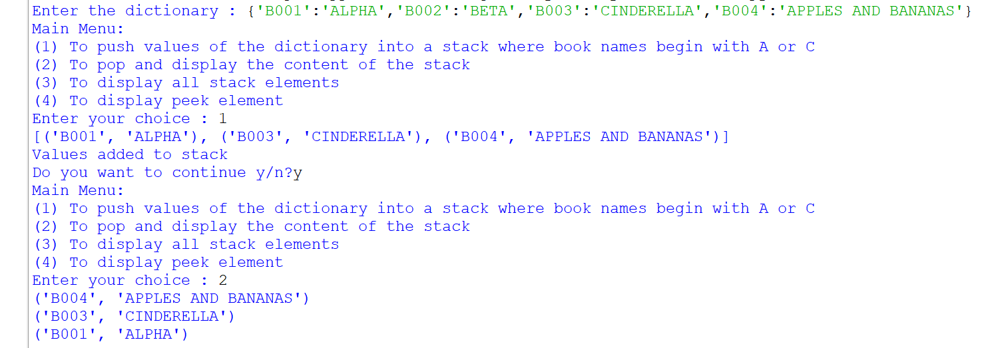 Enter the dictionary : {'B001':'ALPHA','B002':'BETA','B003':'CINDERELLA','B004':'APPLES AND BANANAS'}
Main Menu:
(1) To push values of the dictionary into a stack where book names begin with A or C
(2) To pop and display the content of the stack
(3) To display all stack elements
(4) To display peek element
Enter your choice : 1
[('B001', 'ALPHA'), ('B003', 'CINDERELLA'), ('B004', 'APPLES AND BANANAS')]
Values added to stack
Do you want to continue y/n?y
Main Menu:
(1) To push values of the dictionary into a stack where book names begin with A or C
(2) To pop and display the content of the stack
(3) To display all stack elements
(4) To display peek element
Enter your choice : 2
('B004', 'APPLES AND BANANAS')
('B003', 'CINDERELLA')
('B001', 'ALPHA')